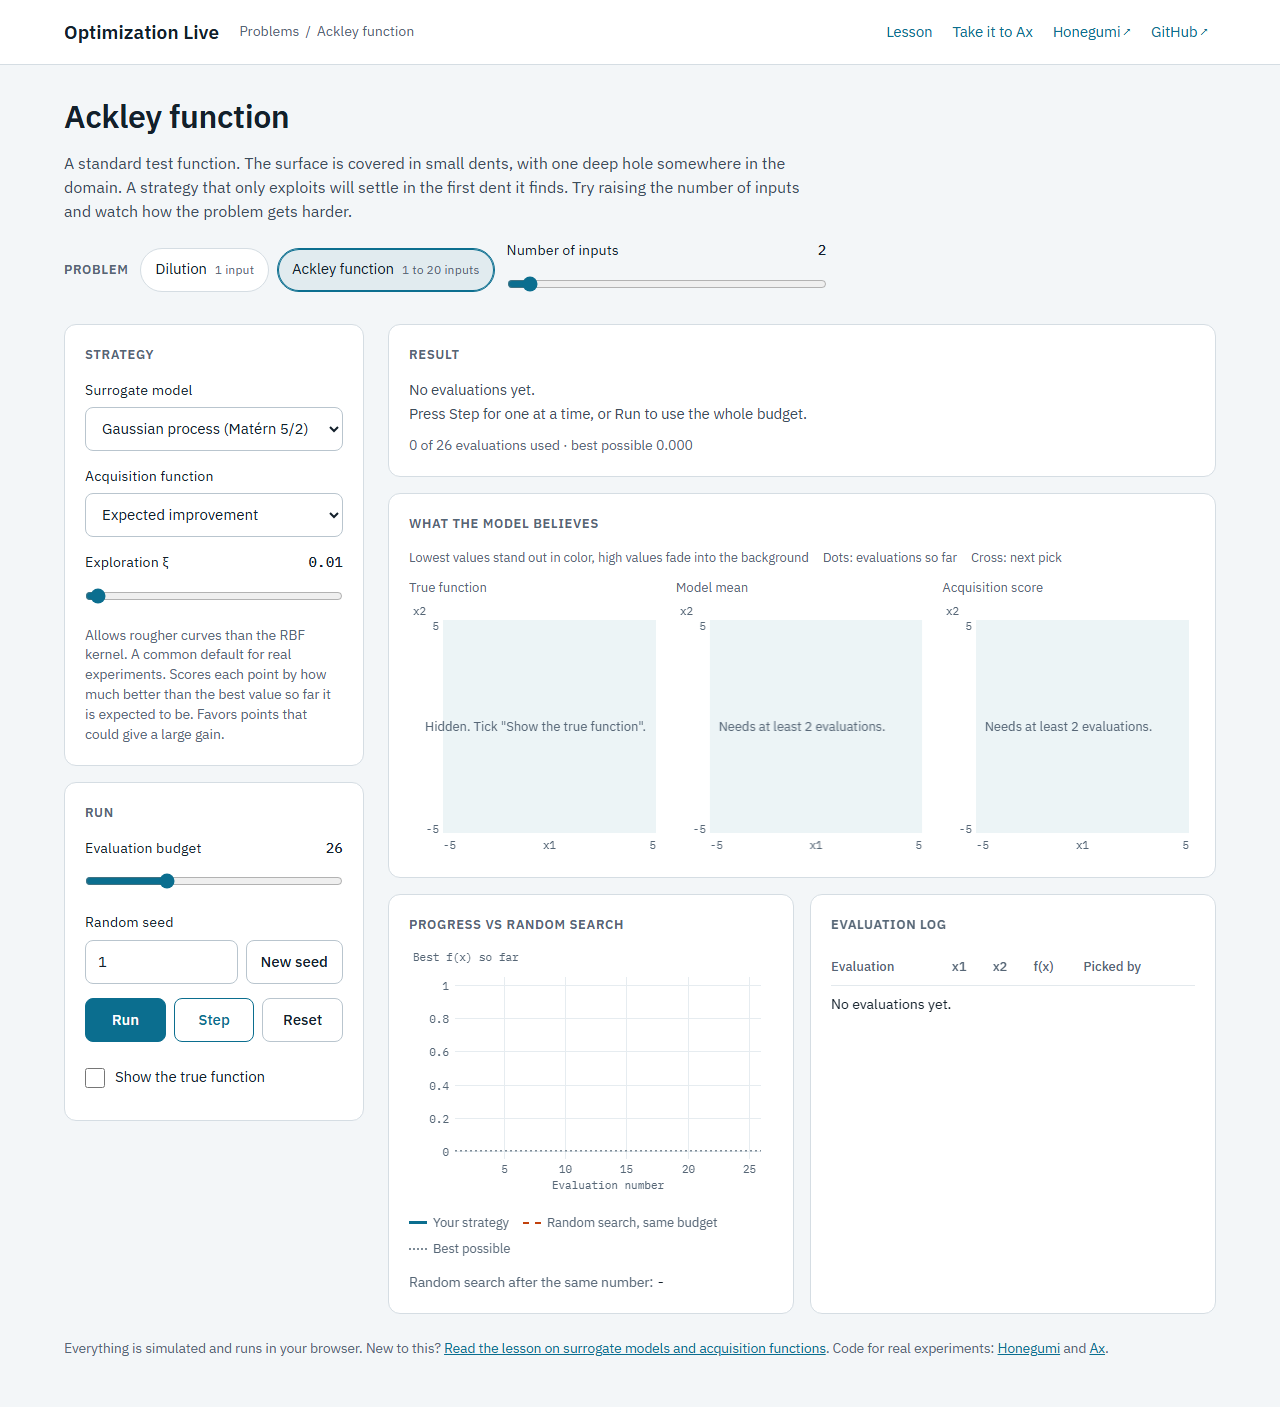 Optimization Live
Problems / Ackley function
Lesson
Take it to Ax
Honegumi↗
GitHub↗
Ackley function
A standard test function. The surface is covered in small dents, with one deep hole somewhere in the
domain. A strategy that only exploits will settle in the first dent it finds. Try raising the number of inputs
and watch how the problem gets harder.
PROBLEM
Dilution 1 input
Ackley function 1 to 20 inputs
Number of inputs 2
STRATEGY
Surrogate model
Gaussian process (Matérn 5/2)
Acquisition function
Expected improvement
Exploration ξ 0.01
Allows rougher curves than the RBF
kernel. A common default for real
experiments. Scores each point by how
much better than the best value so far it
is expected to be. Favors points that
could give a large gain.
RUN
Evaluation budget 26
Random seed
1
New seed
Run
Step
Reset
Show the true function
RESULT
No evaluations yet.
Press Step for one at a time, or Run to use the whole budget.
0 of 26 evaluations used · best possible 0.000
WHAT THE MODEL BELIEVES
Lowest values stand out in color, high values fade into the background Dots: evaluations so far Cross: next pick
True function
x2
5
Hidden. Tick "Show the true function".
-5
-5 x1 5
Model mean
x2
5
Needs at least 2 evaluations.
-5
-5 x1 5
Acquisition score
x2
5
Needs at least 2 evaluations.
-5
-5 x1 5
PROGRESS VS RANDOM SEARCH
Best f(x) so far
1
0.8
0.6
0.4
0.2
0
5 10 15 20 25
Evaluation number
Your strategy Random search, same budget
Best possible
Random search after the same number: -
EVALUATION LOG
Evaluation x1 x2 f(x) Picked by
No evaluations yet.
Everything is simulated and runs in your browser. New to this? Read the lesson on surrogate models and acquisition functions. Code for real experiments: Honegumi and Ax.